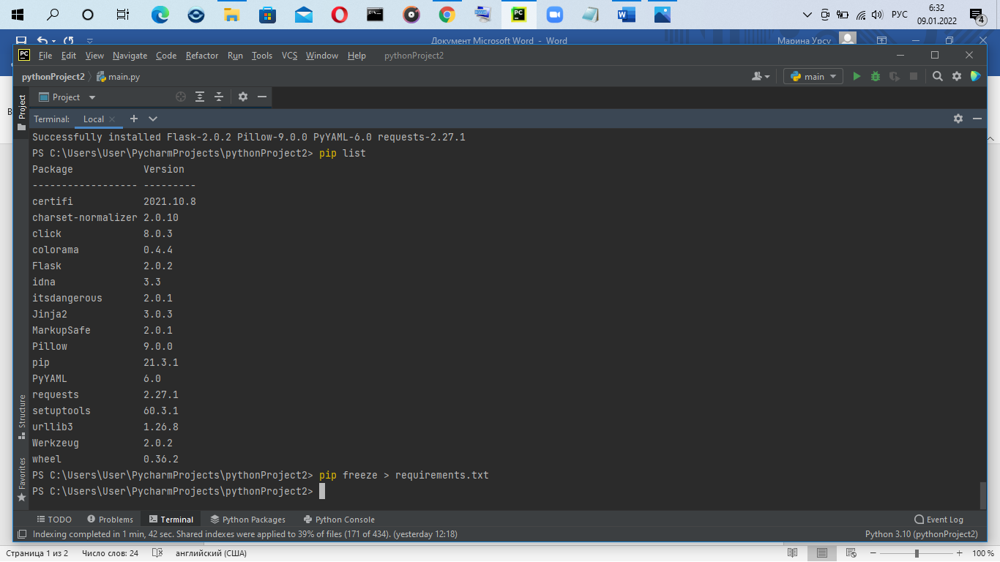 6:32
РУС
09.01.2022
4
Документ Microsoft Word - Word
Марина Урсу
PC
File Edit View Navigate Code Refactor Run Tools VCS Window Help pythonProject2
pythonProject2 main.py
main
Project
Project
Terminal: Local
Successfully installed Flask-2.0.2 Pillow-9.0.0 PyYAML-6.0 requests-2.27.1
PS C:\Users\User\PycharmProjects\pythonProject2> pip list
Package Version
------------------ ---------
certifi 2021.10.8
charset-normalizer 2.0.10
click 8.0.3
colorama 0.4.4
Flask 2.0.2
idna 3.3
itsdangerous 2.0.1
Jinja2 3.0.3
MarkupSafe 2.0.1
Pillow 9.0.0
pip 21.3.1
PyYAML 6.0
requests 2.27.1
setuptools 60.3.1
urllib3 1.26.8
Werkzeug 2.0.2
wheel 0.36.2
PS C:\Users\User\PycharmProjects\pythonProject2> pip freeze > requirements.txt
PS C:\Users\User\PycharmProjects\pythonProject2>
Structure
Favorites
TODO Problems Terminal Python Packages Python Console Event Log
Indexing completed in 1 min, 42 sec. Shared indexes were applied to 39% of files (171 of 434). (yesterday 12:18) Python 3.10 (pythonProject2)
Страница 1 из 2 Число слов: 24 английский (США) 100 %